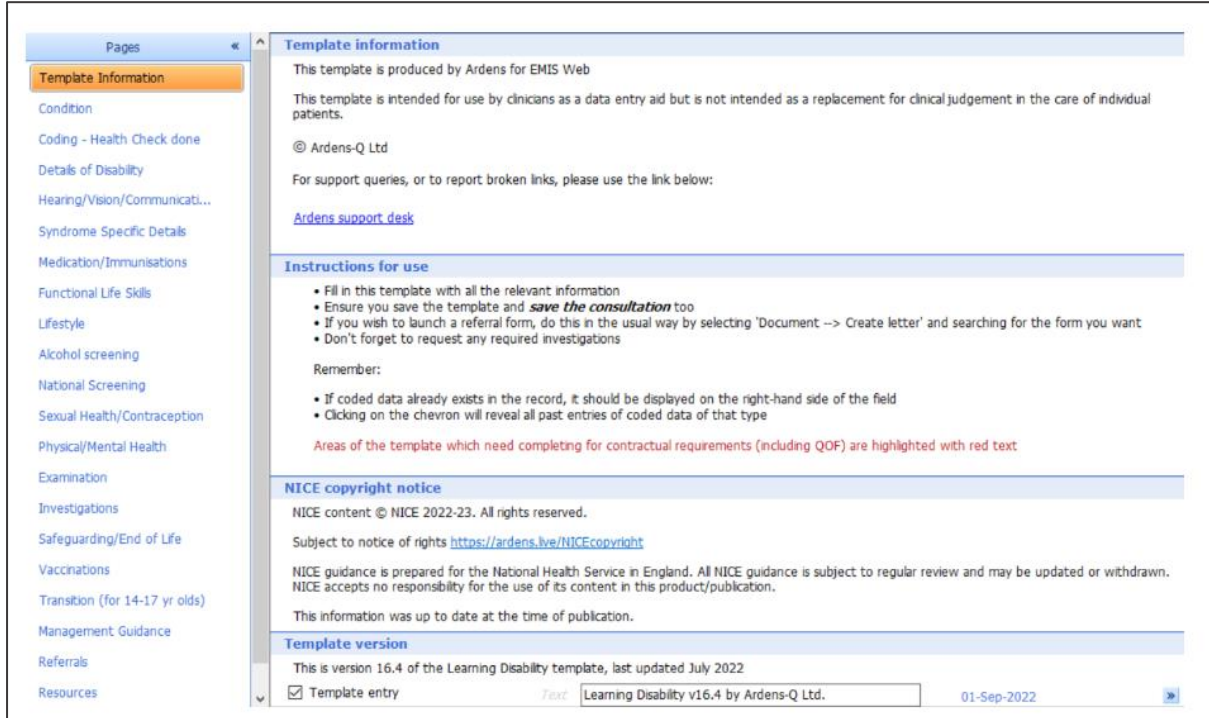 Pages «
Template Information
Condition
Coding - Health Check done
Details of Disability
Hearing/Vision/Communicati...
Syndrome Specific Details
Medication/Immunisations
Functional Life Skills
Lifestyle
Alcohol screening
National Screening
Sexual Health/Contraception
Physical/Mental Health
Examination
Investigations
Safeguarding/End of Life
Vaccinations
Transition (for 14-17 yr olds)
Management Guidance
Referrals
Resources
Template information
This template is produced by Ardens for EMIS Web
This template is intended for use by clinicians as a data entry aid but is not intended as a replacement for clinical judgement in the care of individual
patients.
© Ardens-Q Ltd
For support queries, or to report broken links, please use the link below:
Ardens support desk
Instructions for use
• Fill in this template with all the relevant information
• Ensure you save the template and save the consultation too
• If you wish to launch a referral form, do this in the usual way by selecting 'Document --> Create letter' and searching for the form you want
• Don't forget to request any required investigations
Remember:
• If coded data already exists in the record, it should be displayed on the right-hand side of the field
• Clicking on the chevron will reveal all past entries of coded data of that type
Areas of the template which need completing for contractual requirements (including QOF) are highlighted with red text
NICE copyright notice
NICE content © NICE 2022-23. All rights reserved.
Subject to notice of rights https://ardens.live/NICEcopyright
NICE guidance is prepared for the National Health Service in England. All NICE guidance is subject to regular review and may be updated or withdrawn.
NICE accepts no responsibility for the use of its content in this product/publication.
This information was up to date at the time of publication.
Template version
This is version 16.4 of the Learning Disability template, last updated July 2022
Template entry Text Learning Disability v16.4 by Ardens-Q Ltd. 01-Sep-2022 »